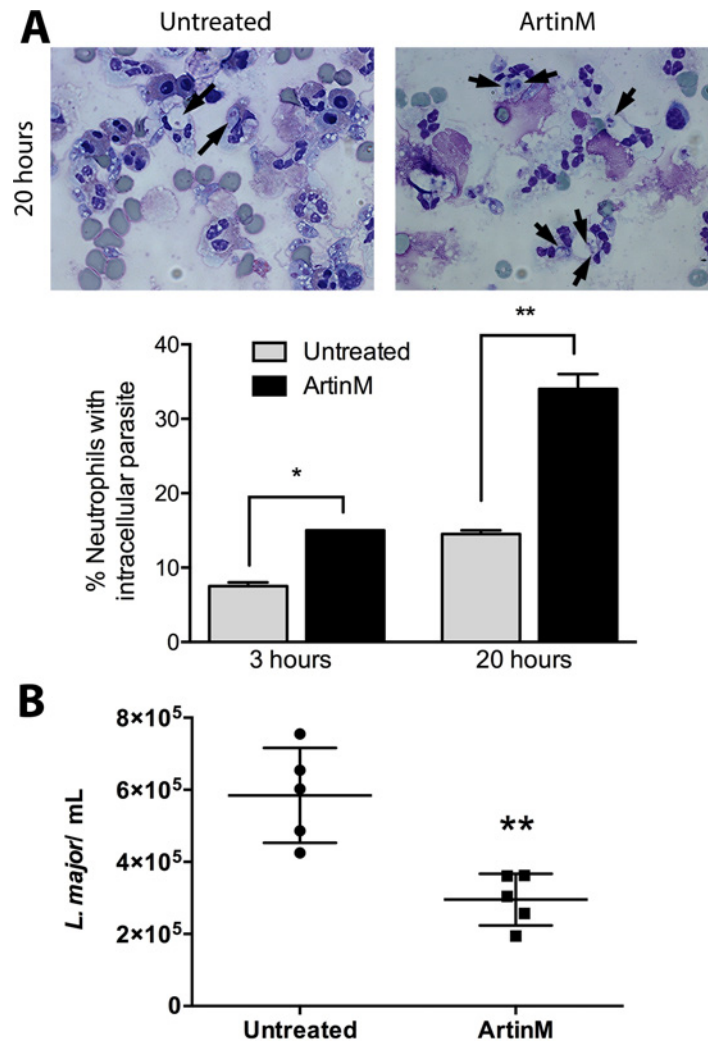 A
Untreated
ArtinM
20 hours
% Neutrophils with
intracellular parasite
40
30
20
10
0
Untreated
ArtinM
*
**
3 hours
20 hours
B
L. major/ mL
8×10⁵
6×10⁵
4×10⁵
2×10⁵
0
**
Untreated
ArtinM